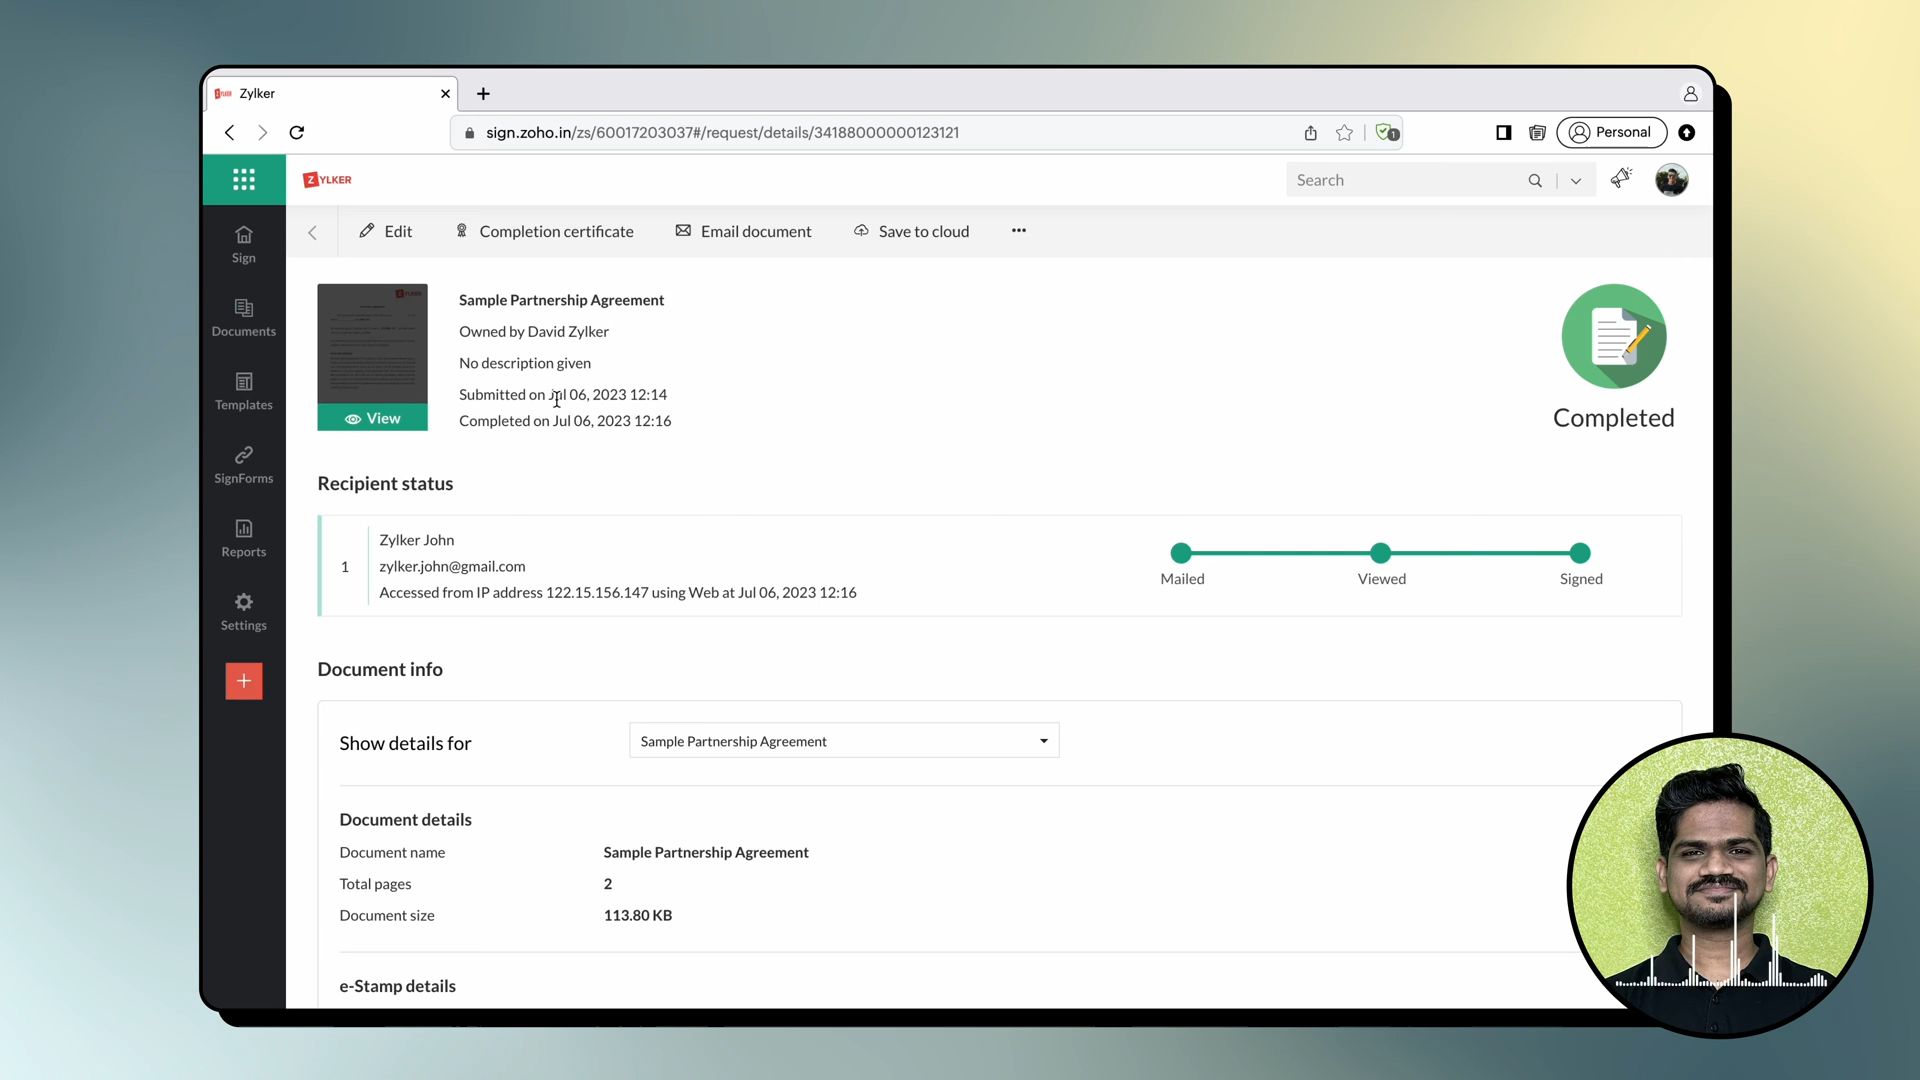 Zylker
sign.zoho.in/zs/60017203037#/request/details/34188000000123121
1
Personal
ZYLKER
Search
Edit
Completion certificate
Email document
Save to cloud
Sign
Documents
Templates
SignForms
Reports
Settings
View
Sample Partnership Agreement
Owned by David Zylker
No description given
Submitted on Jul 06, 2023 12:14
Completed on Jul 06, 2023 12:16
Completed
Recipient status
1
Zylker John
zylker.john@gmail.com
Accessed from IP address 122.15.156.147 using Web at Jul 06, 2023 12:16
Mailed
Viewed
Signed
Document info
Show details for
Sample Partnership Agreement
Document details
Document name
Sample Partnership Agreement
Total pages
2
Document size
113.80 KB
e-Stamp details